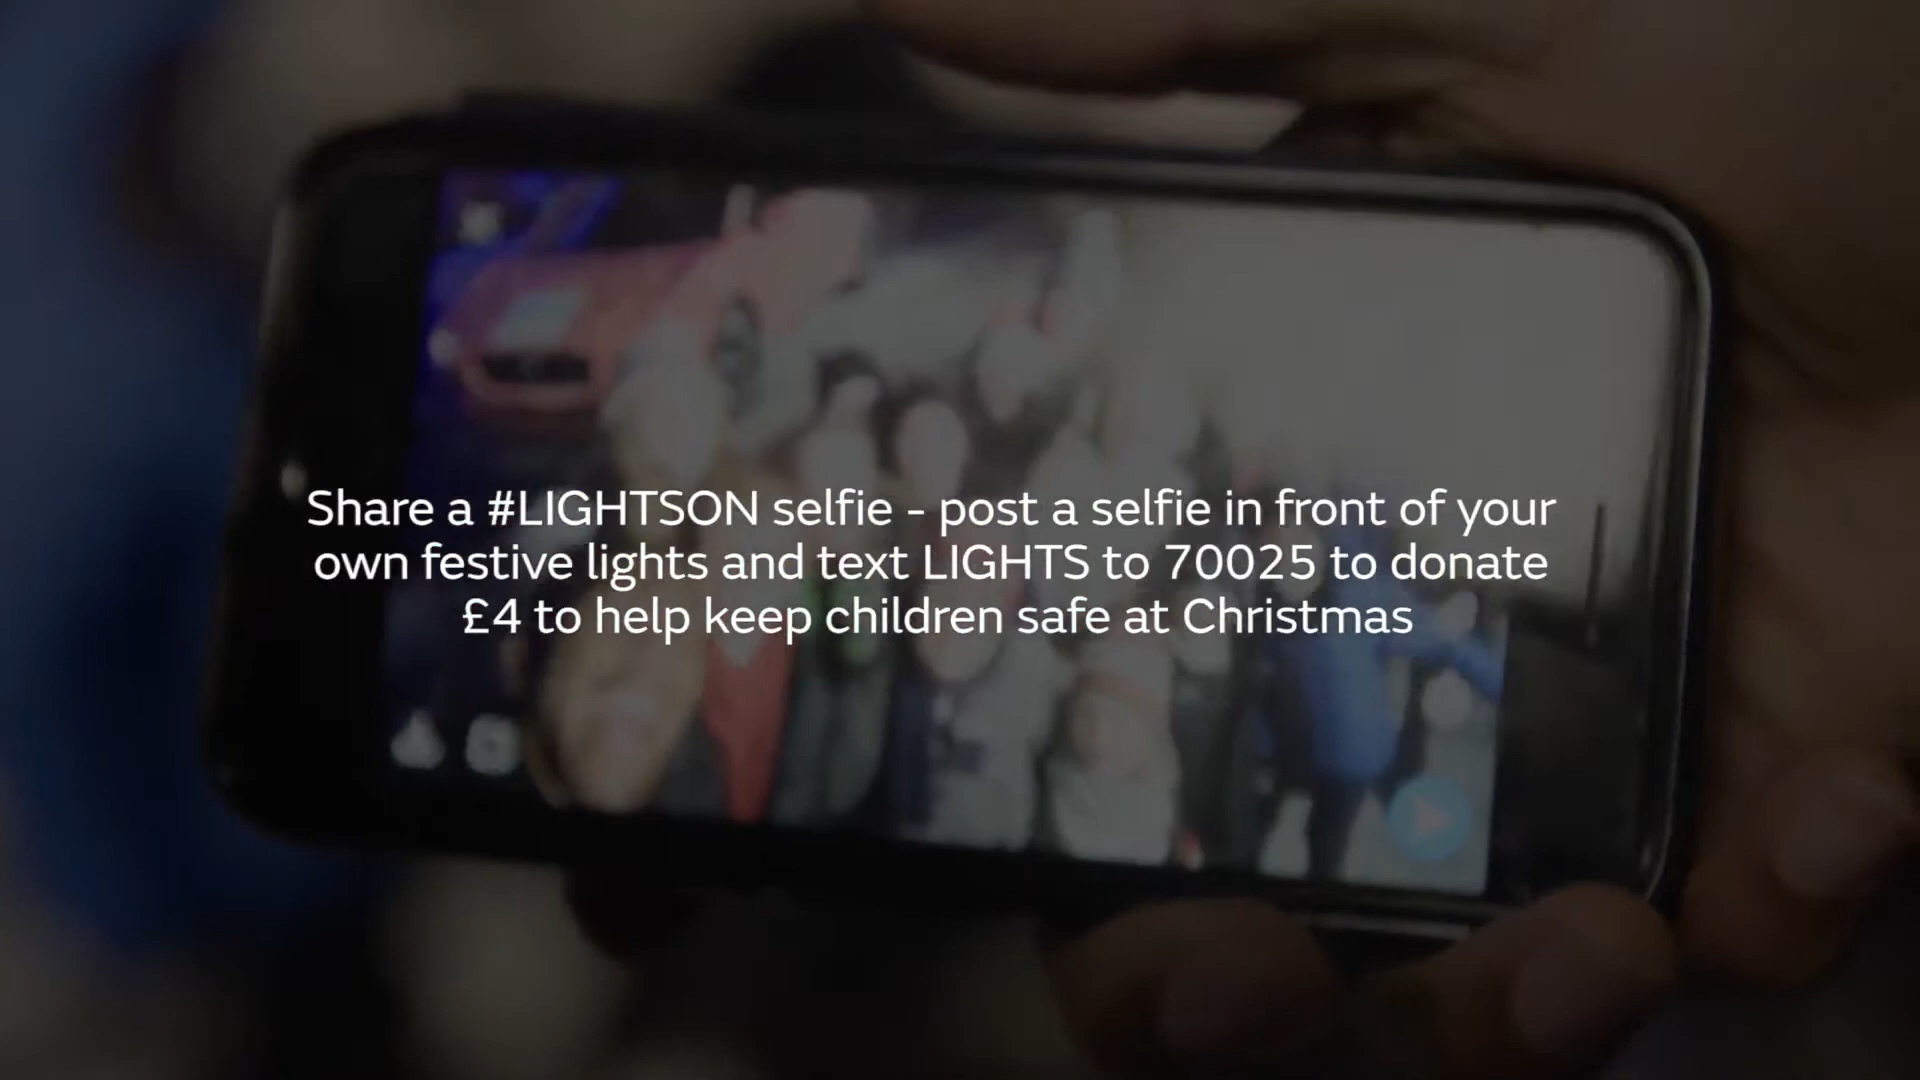 Share a #LIGHTSON selfie - post a selfie in front of your
own festive lights and text LIGHTS to 70025 to donate
£4 to help keep children safe at Christmas